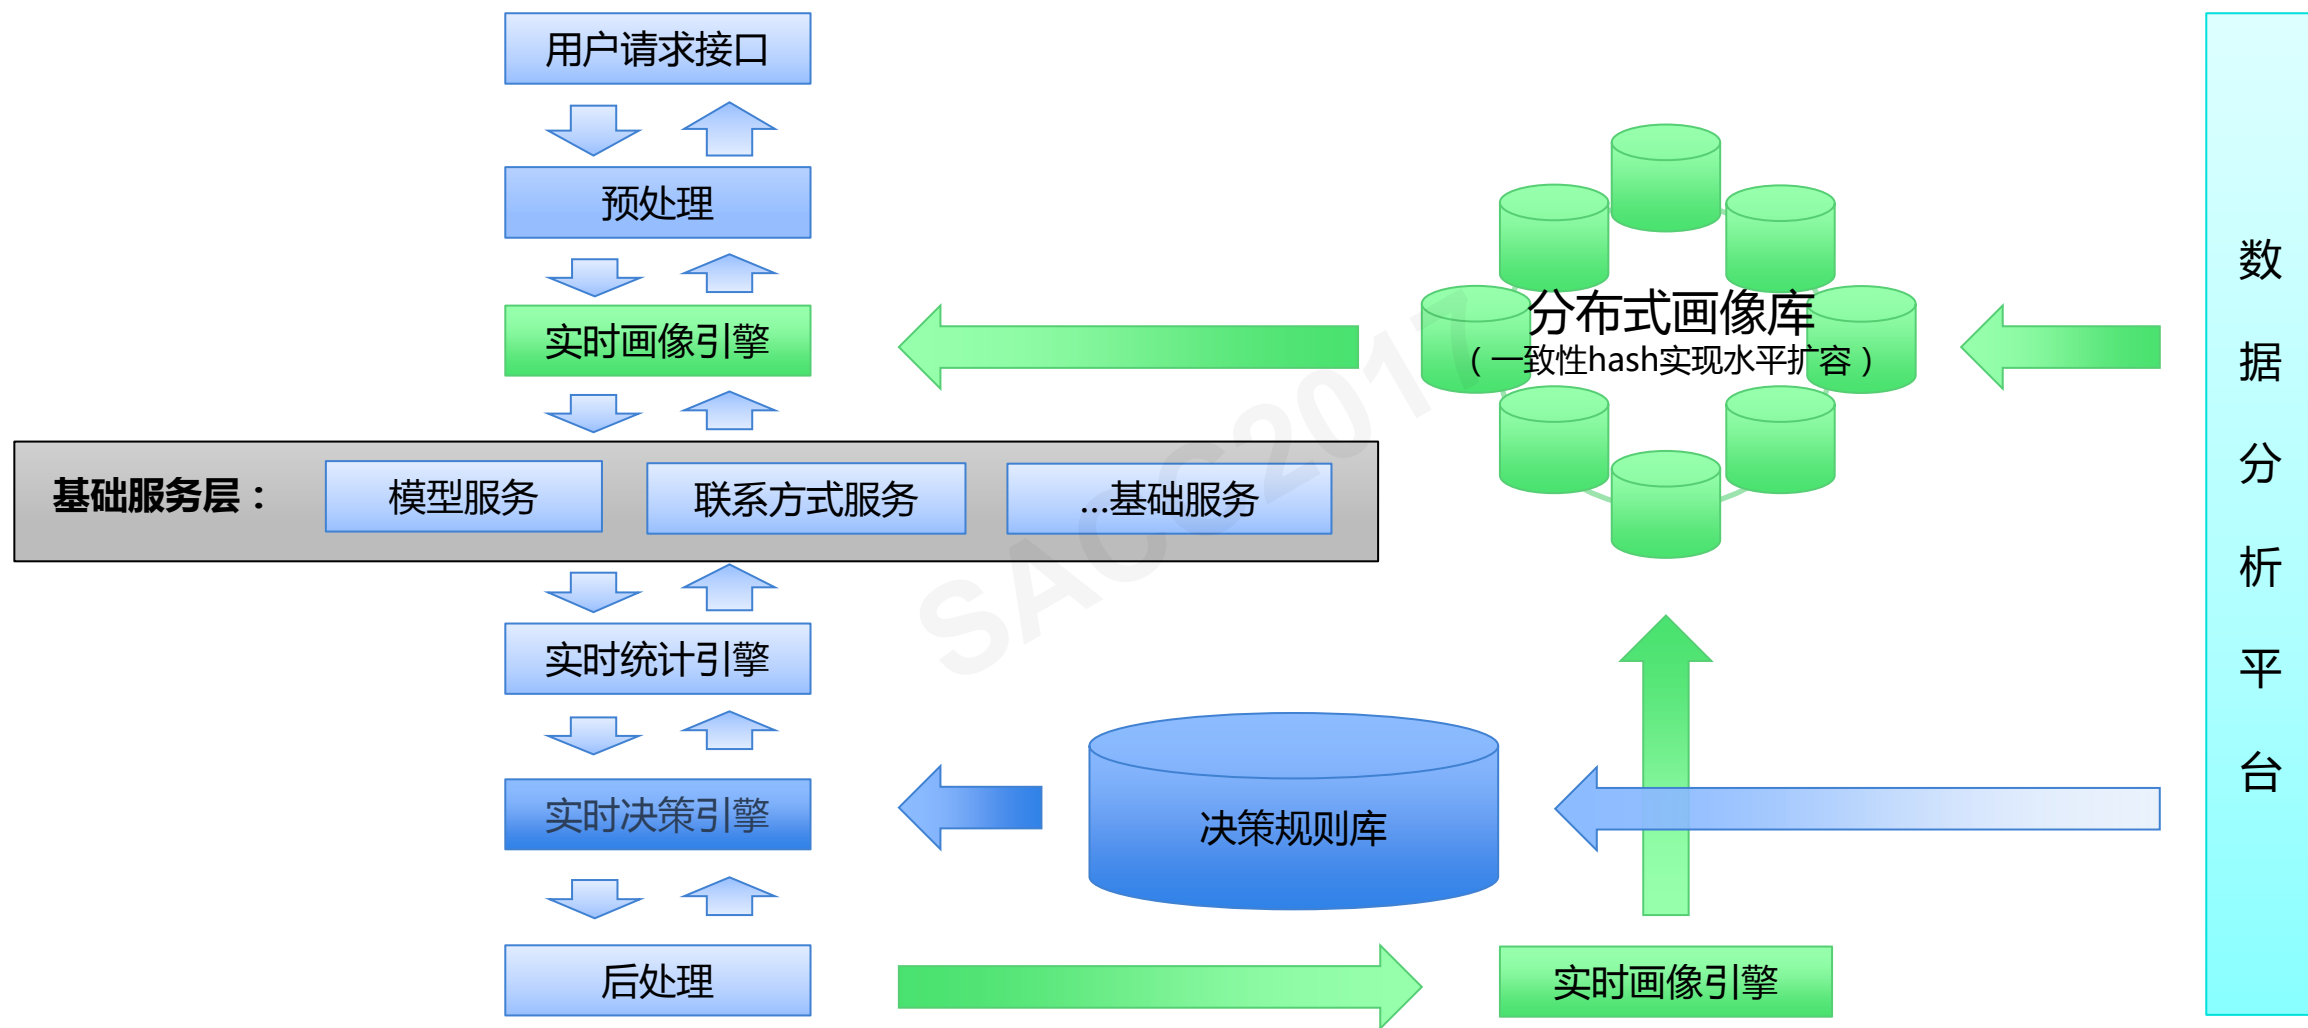 用户请求接口
预处理
实时画像引擎
分布式画像库
（一致性hash实现水平扩容）
基础服务层：
模型服务
联系方式服务
...基础服务
实时统计引擎
实时决策引擎
决策规则库
后处理
实时画像引擎
数
据
分
析
平
台
SACC2017